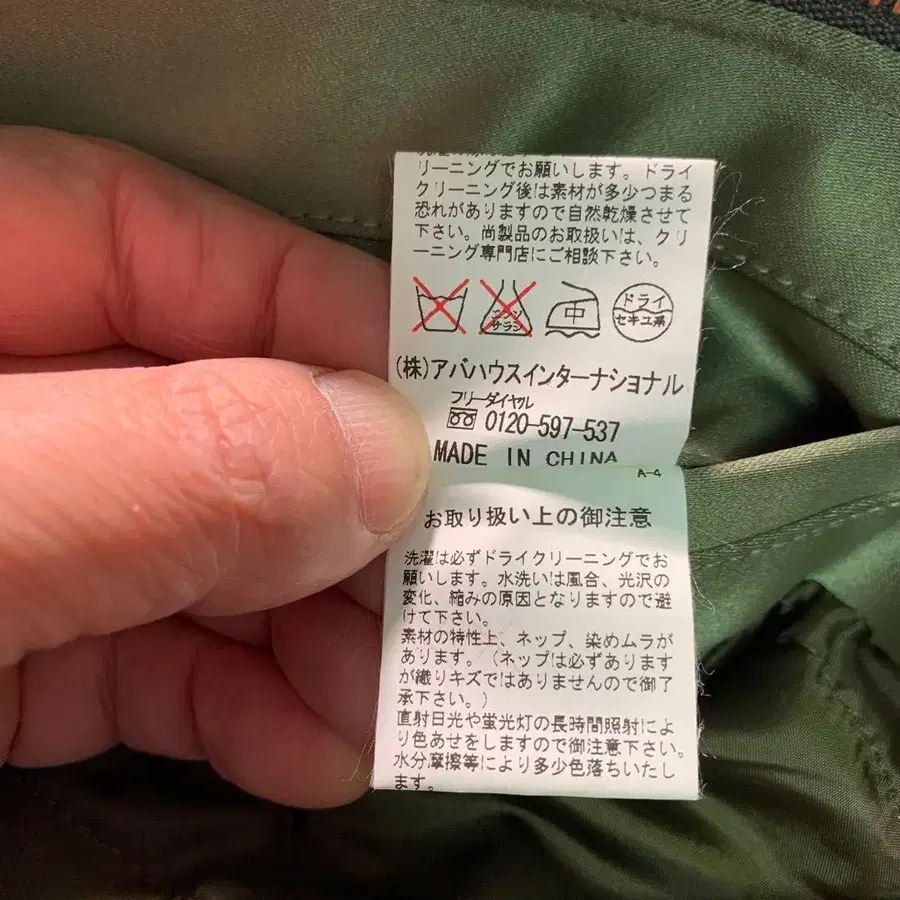 リーニングでお願いします。ドライ
クリーニング後は素材が多少つまる
恐れがありますので自然乾燥させて
下さい。尚製品のお取扱いは、クリ
ーニング専門店にご相談下さい。
エンソ
サラシ
中
ドライ
セキユ系
(株)アバハウスインターナショナル
フリーダイヤル
0120-597-537
MADE IN CHINA
A-4
お取り扱い上の御注意
洗濯は必ずドライクリーニングでお
願いします。水洗いは風合、光沢の
変化、縮みの原因となりますので避
けて下さい。
素材の特性上、ネップ、染めムラが
あります。(ネップは必ずあります
が織りキズではありませんので御了
承下さい。)
直射日光や蛍光灯の長時間照射によ
り色あせをしますので御注意下さい。
水分摩擦等により多少色落ちいたし
ます。